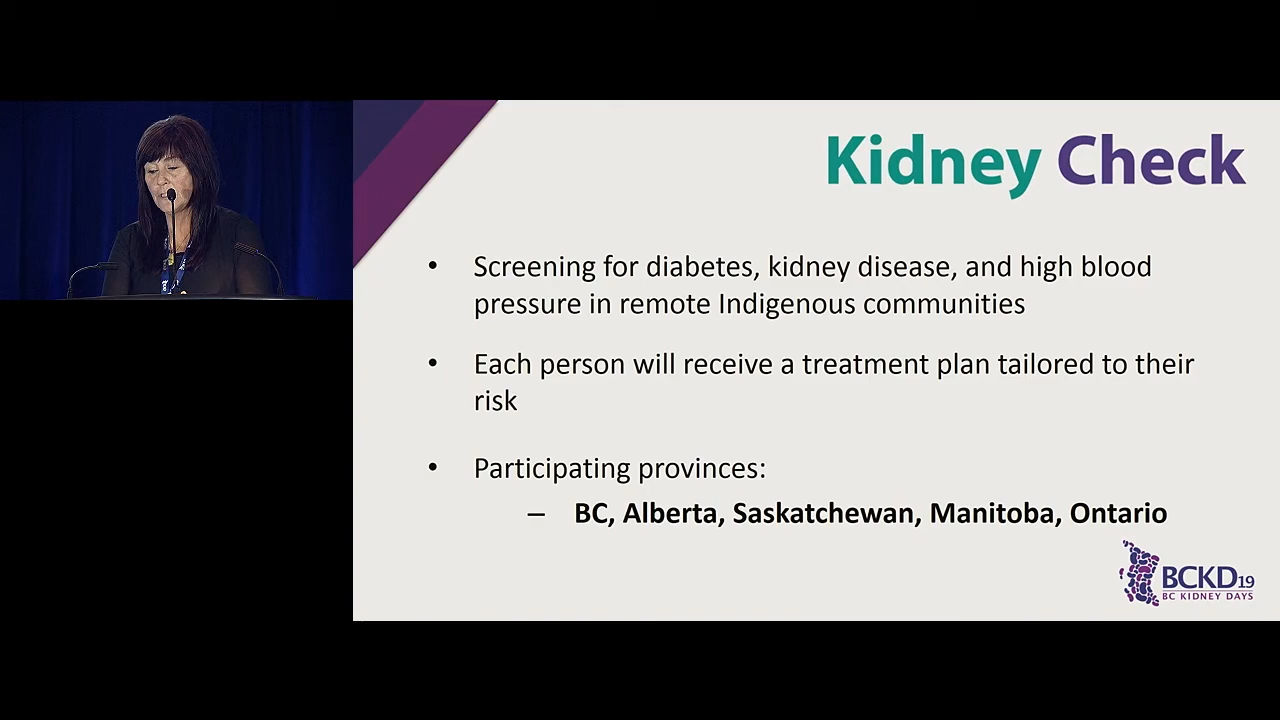 Kidney Check
• Screening for diabetes, kidney disease, and high blood
pressure in remote Indigenous communities
• Each person will receive a treatment plan tailored to their
risk
• Participating provinces:
– BC, Alberta, Saskatchewan, Manitoba, Ontario
BCKD19
BC KIDNEY DAYS